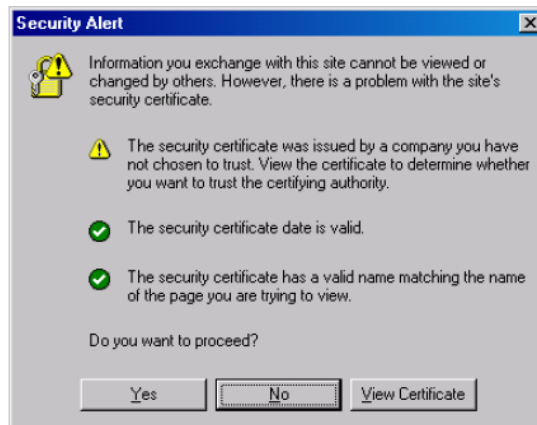 Security Alert
Information you exchange with this site cannot be viewed or
changed by others. However, there is a problem with the site's
security certificate.
The security certificate was issued by a company you have
not chosen to trust. View the certificate to determine whether
you want to trust the certifying authority.
The security certificate date is valid.
The security certificate has a valid name matching the name
of the page you are trying to view.
Do you want to proceed?
Yes No View Certificate